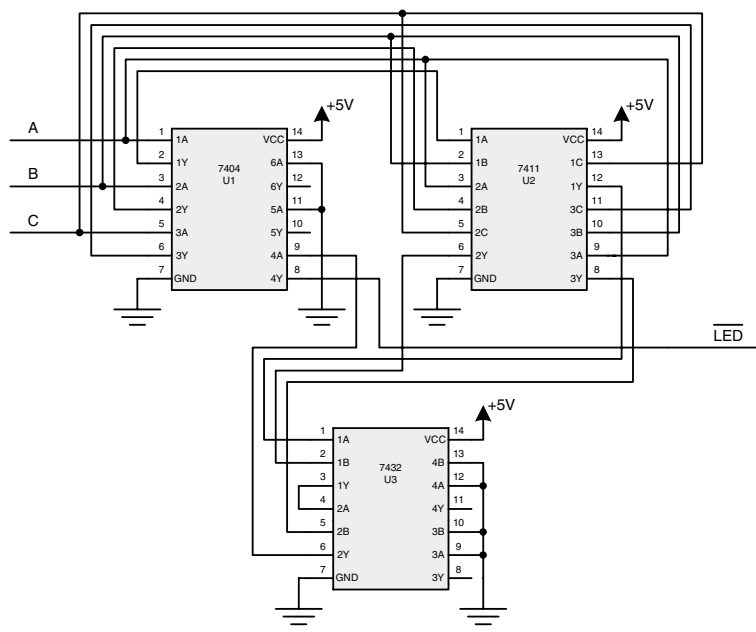 +5V
+5V
A
1
1A
VCC
14
1
1A
VCC
14
2
1Y
7404
U1
6A
13
2
1B
7411
U2
1C
13
B
3
2A
6Y
12
3
2A
1Y
12
4
2Y
5A
11
4
2B
3C
11
C
5
3A
5Y
10
5
2C
3B
10
6
3Y
4A
9
6
2Y
3A
9
7
GND
4Y
8
7
GND
3Y
8
LED
+5V
1
1A
VCC
14
2
1B
4B
13
7432
U3
3
1Y
4A
12
4
2A
4Y
11
5
2B
3B
10
6
2Y
3A
9
7
GND
3Y
8